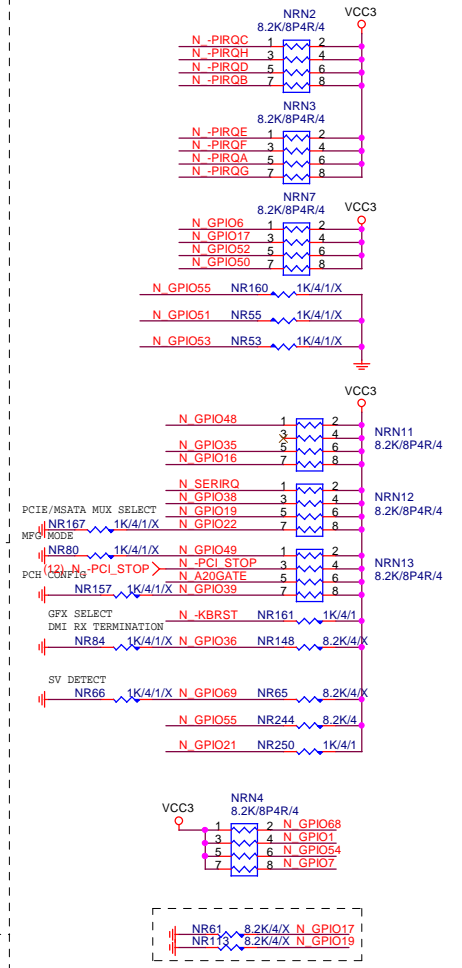 NRN2 VCC3
8.2K/8P4R/4
N_-PIRQC 1 2
N_-PIRQH 3 4
N_-PIRQD 5 6
N_-PIRQB 7 8
NRN3
8.2K/8P4R/4
N_-PIRQE 1 2
N_-PIRQF 3 4
N_-PIRQA 5 6
N_-PIRQG 7 8
NRN7 VCC3
8.2K/8P4R/4
N_GPIO6 1 2
N_GPIO17 3 4
N_GPIO52 5 6
N_GPIO50 7 8
N_GPIO55 NR160 1K/4/1/X
N_GPIO51 NR55 1K/4/1/X
N_GPIO53 NR53 1K/4/1/X
VCC3
N_GPIO48 1 2
3 4 NRN11
N_GPIO35 5 6 8.2K/8P4R/4
N_GPIO16 7 8
N_SERIRQ 1 2
N_GPIO38 3 4 NRN12
N_GPIO19 5 6 8.2K/8P4R/4
PCIE/MSATA MUX SELECT
NR167 1K/4/1/X N_GPIO22 7 8
MFG MODE
NR80 1K/4/1/X N_GPIO49 1 2
(12) N_-PCI_STOP N_-PCI_STOP 3 4 NRN13
PCH CONFIG N_A20GATE 5 6 8.2K/8P4R/4
NR157 1K/4/1/X N_GPIO39 7 8
GFX SELECT N_-KBRST NR161 1K/4/1
DMI RX TERMINATION
NR84 1K/4/1/X N_GPIO36 NR148 8.2K/4/X
SV DETECT
NR66 1K/4/1/X N_GPIO69 NR65 8.2K/4/X
N_GPIO55 NR244 8.2K/4
N_GPIO21 NR250 1K/4/1
NRN4
VCC3 8.2K/8P4R/4
1 2 N_GPIO68
3 4 N_GPIO1
5 6 N_GPIO54
7 8 N_GPIO7
NR61 8.2K/4/X N_GPIO17
NR113 8.2K/4/X N_GPIO19